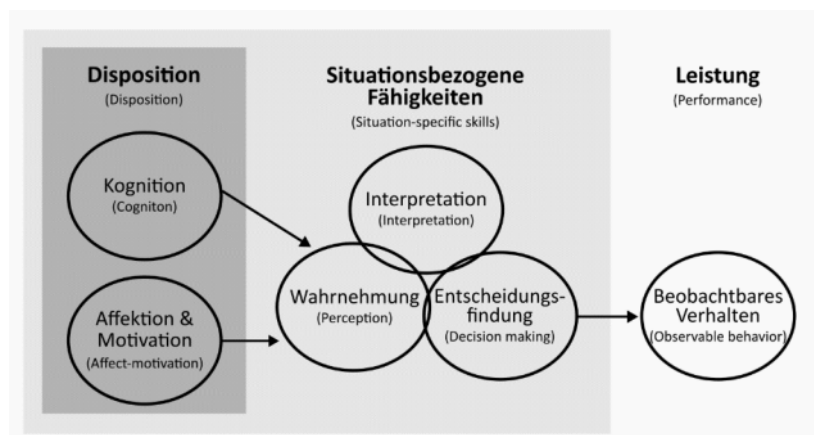 Disposition
(Disposition)
Kognition
(Cogniton)
Affektion &
Motivation
(Affect-motivation)
Situationsbezogene
Fähigkeiten
(Situation-specific skills)
Interpretation
(Interpretation)
Wahrnehmung
(Perception)
Entscheidungs-
findung
(Decision making)
Leistung
(Performance)
Beobachtbares
Verhalten
(Observable behavior)